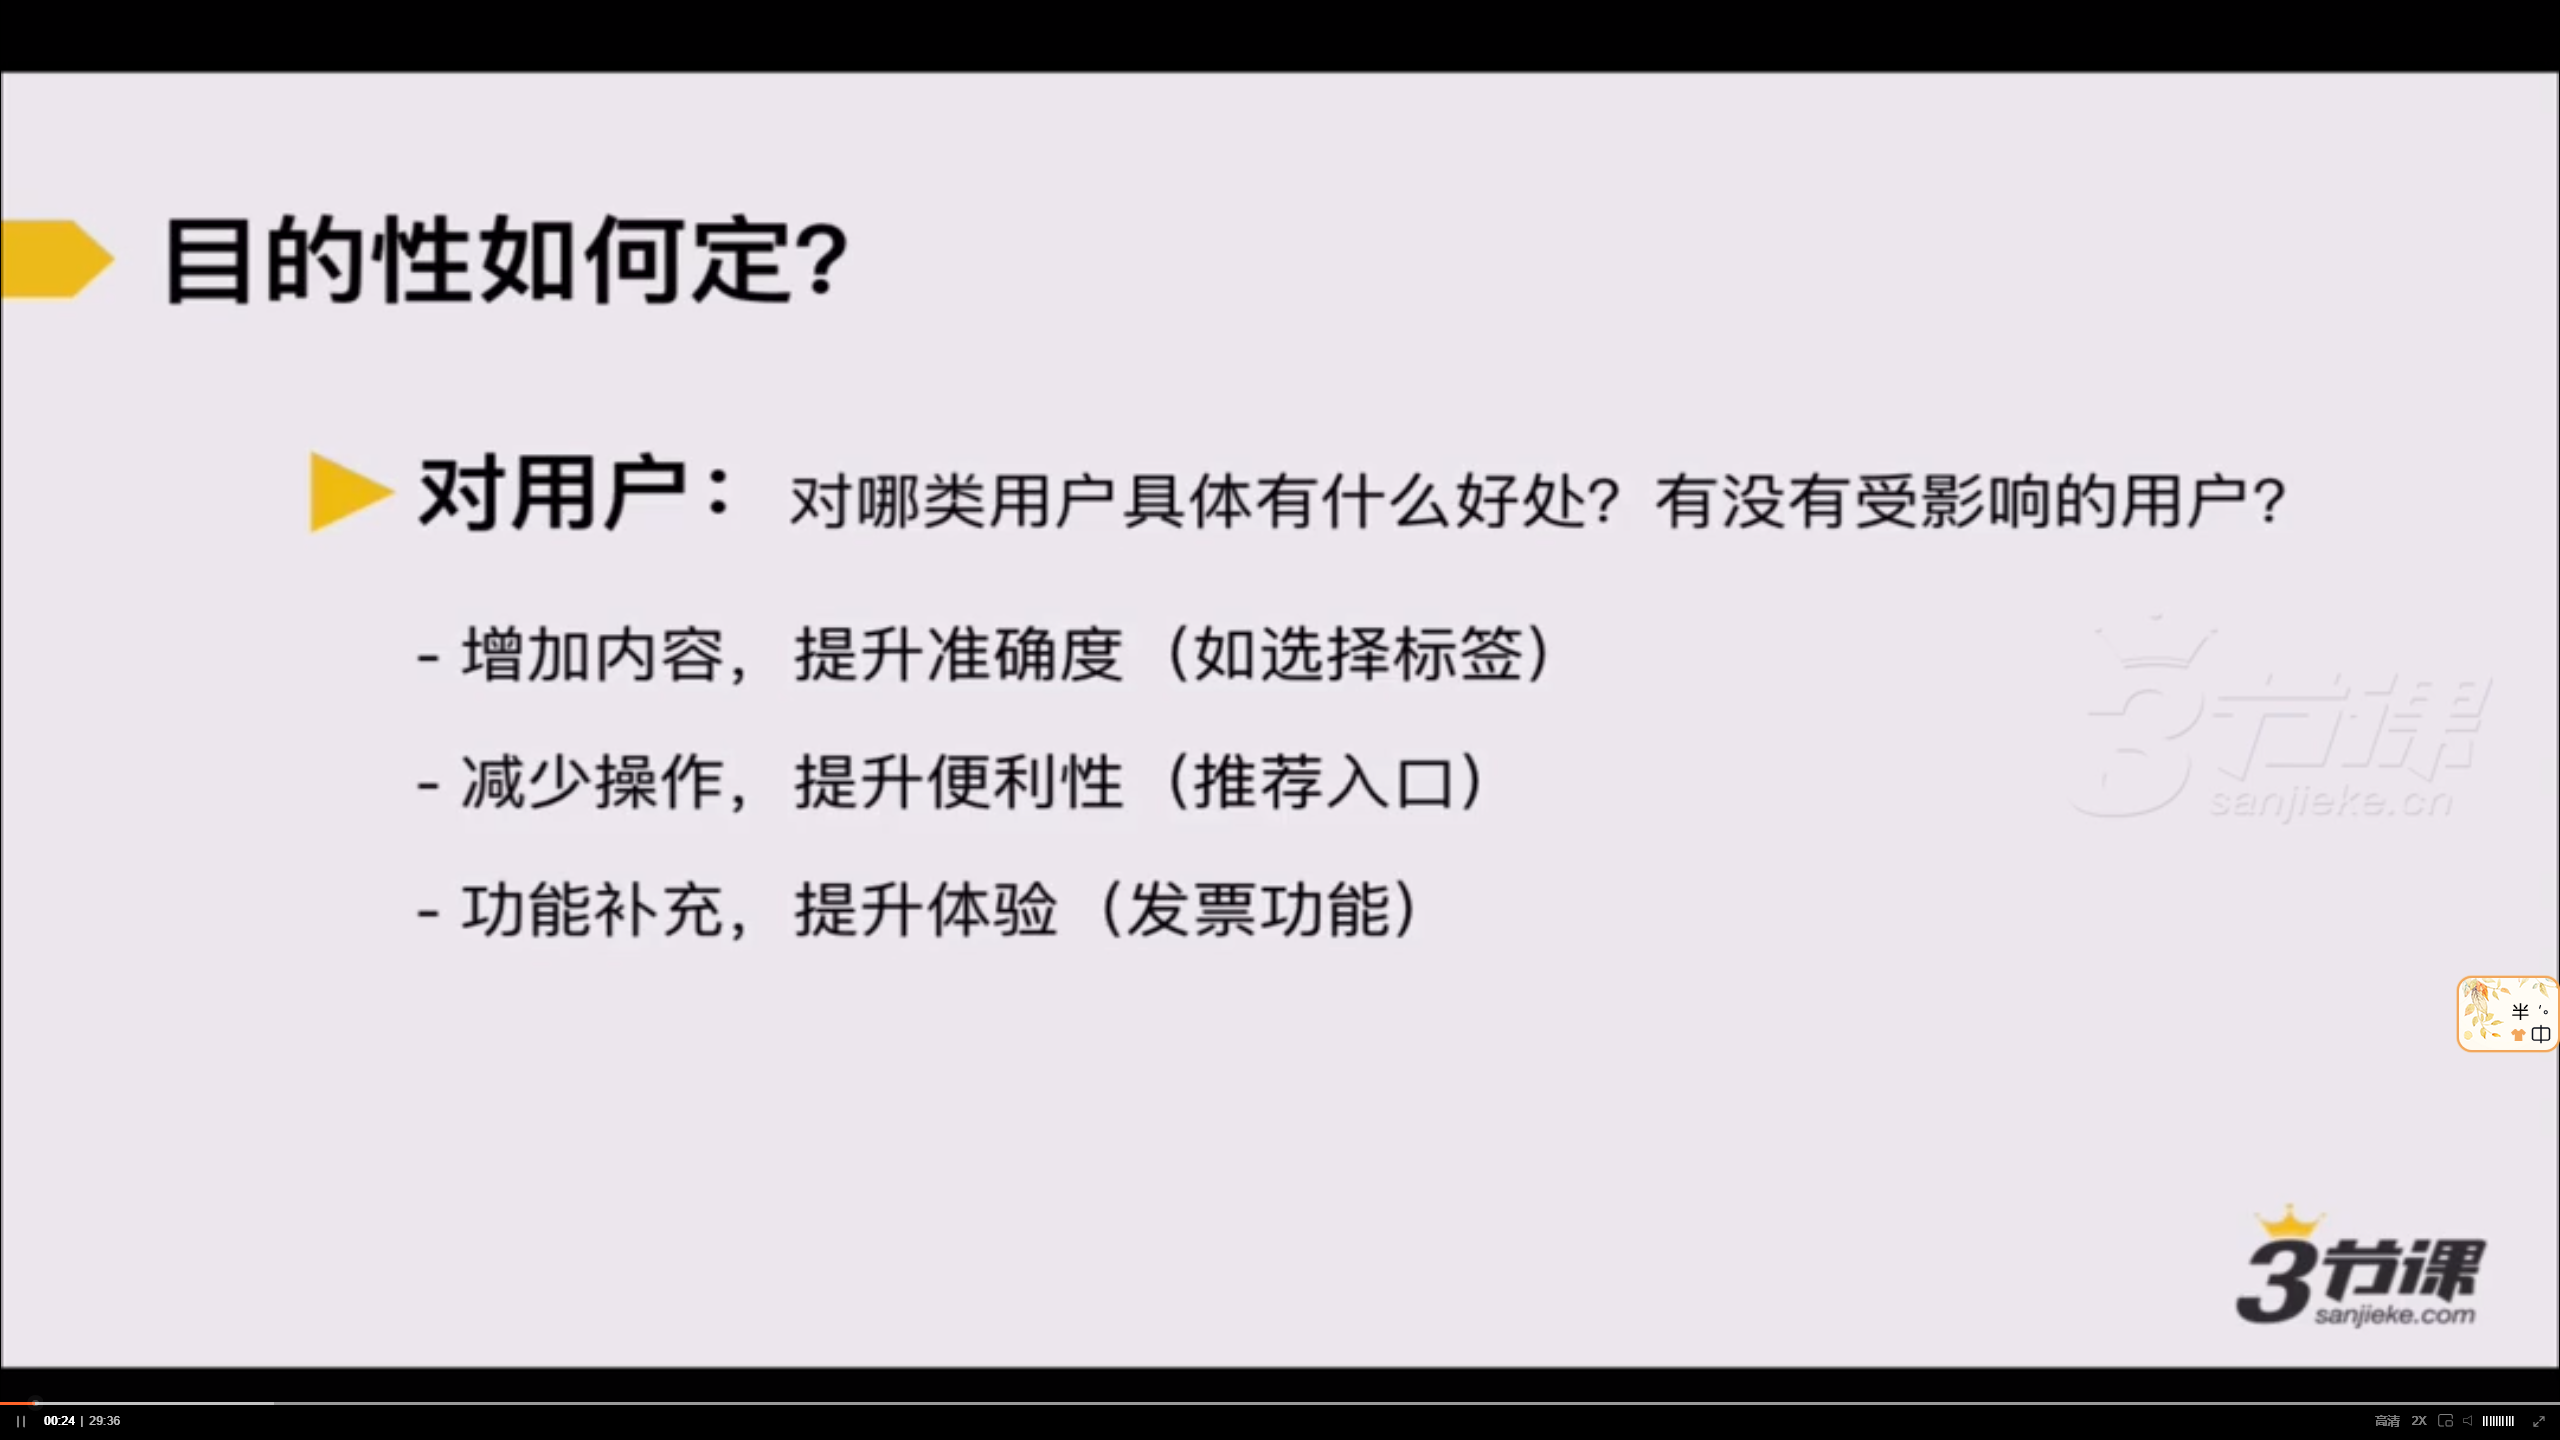 目的性如何定?
对用户： 对哪类用户具体有什么好处？有没有受影响的用户？
- 增加内容，提升准确度（如选择标签）
- 减少操作，提升便利性（推荐入口）
- 功能补充，提升体验（发票功能）
3节课
sanjieke.cn
半 ’。
中
3节课
sanjieke.com
00:24 | 29:36
高清 2X